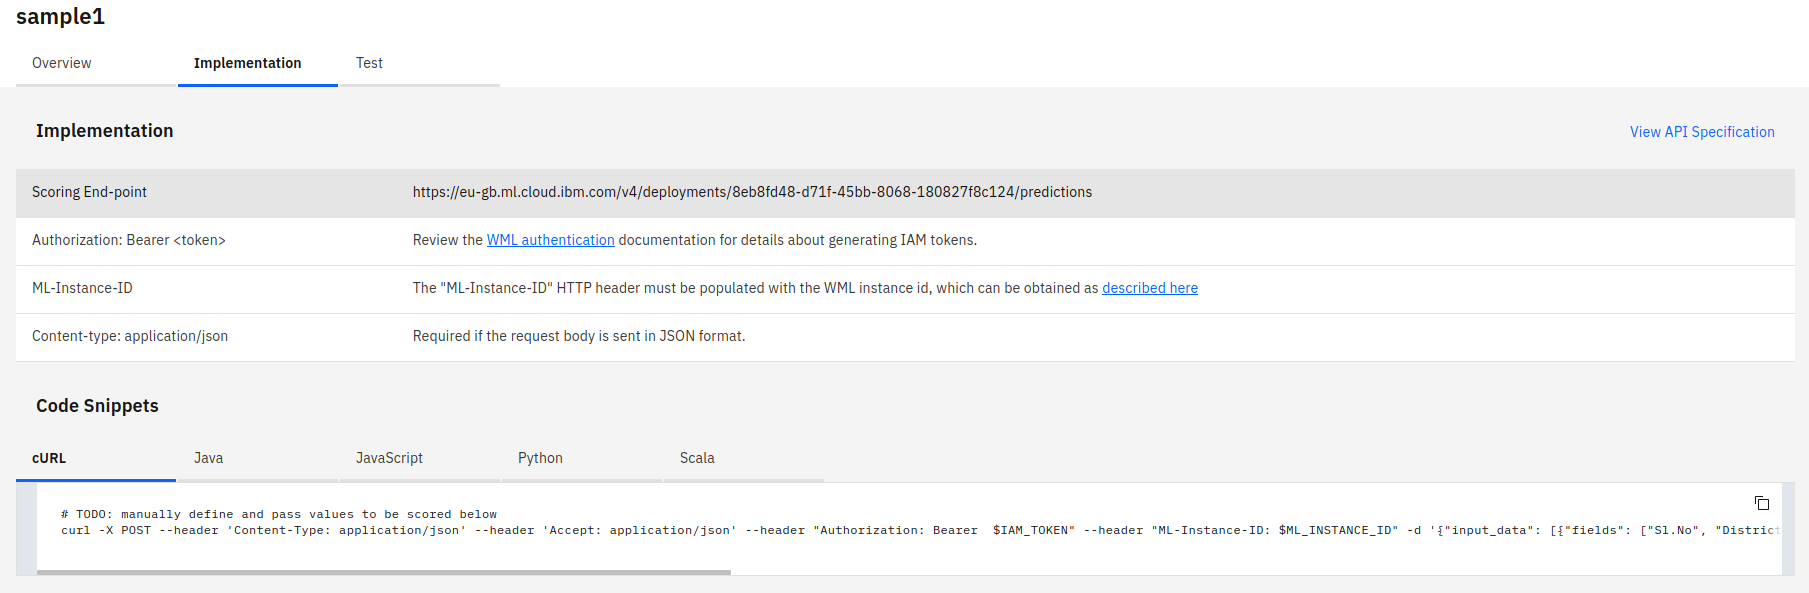 sample1
Overview Implementation Test
Implementation View API Specification
Scoring End-point https://eu-gb.ml.cloud.ibm.com/v4/deployments/8eb8fd48-d71f-45bb-8068-180827f8c124/predictions
Authorization: Bearer <token> Review the WML authentication documentation for details about generating IAM tokens.
ML-Instance-ID The "ML-Instance-ID" HTTP header must be populated with the WML instance id, which can be obtained as described here
Content-type: application/json Required if the request body is sent in JSON format.
Code Snippets
cURL Java JavaScript Python Scala
# TODO: manually define and pass values to be scored below
curl -X POST --header 'Content-Type: application/json' --header 'Accept: application/json' --header "Authorization: Bearer  $IAM_TOKEN" --header "ML-Instance-ID: $ML_INSTANCE_ID" -d '{"input_data": [{"fields": ["Sl.No", "District